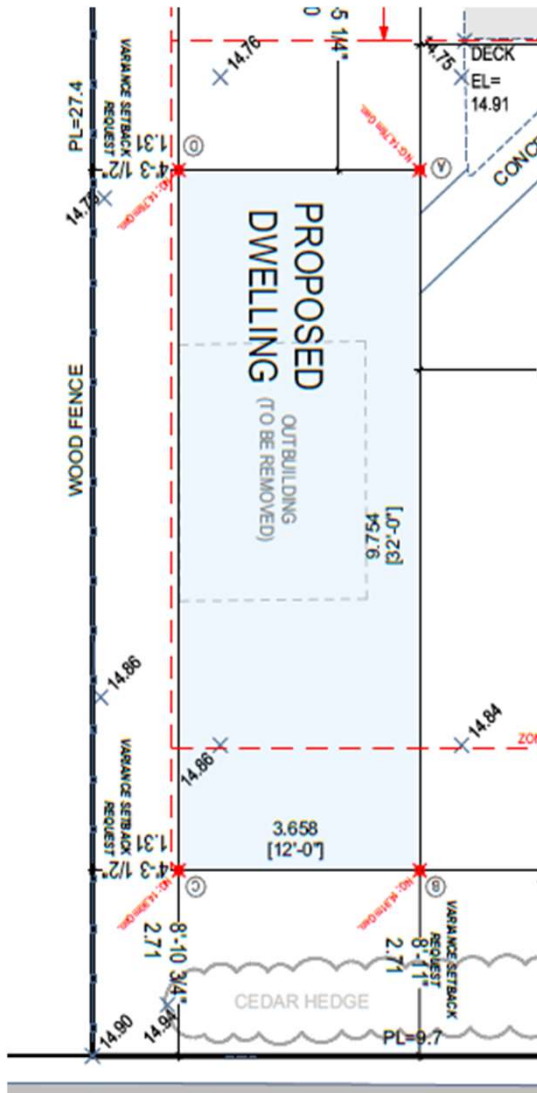 5 1/4"
0
14.76
14.75
DECK
EL=
14.91
CONCE
PL=27.4
VARIANCE SETBACK
REQUEST
1.31
4'-3 1/2"
D
A
14.75
PROPOSED
DWELLING
OUTBUILDING
(TO BE REMOVED)
WOOD FENCE
[32'-0"]
9.754
14.86
14.86
14.84
ZON
VARIANCE SETBACK
REQUEST
1.31
4'-3 1/2"
3.658
[12'-0"]
C
B
8'-10 3/4"
2.71
VARIANCE SETBACK
REQUEST
8'-11"
2.71
CEDAR HEDGE
14.94
14.90
PL=9.7